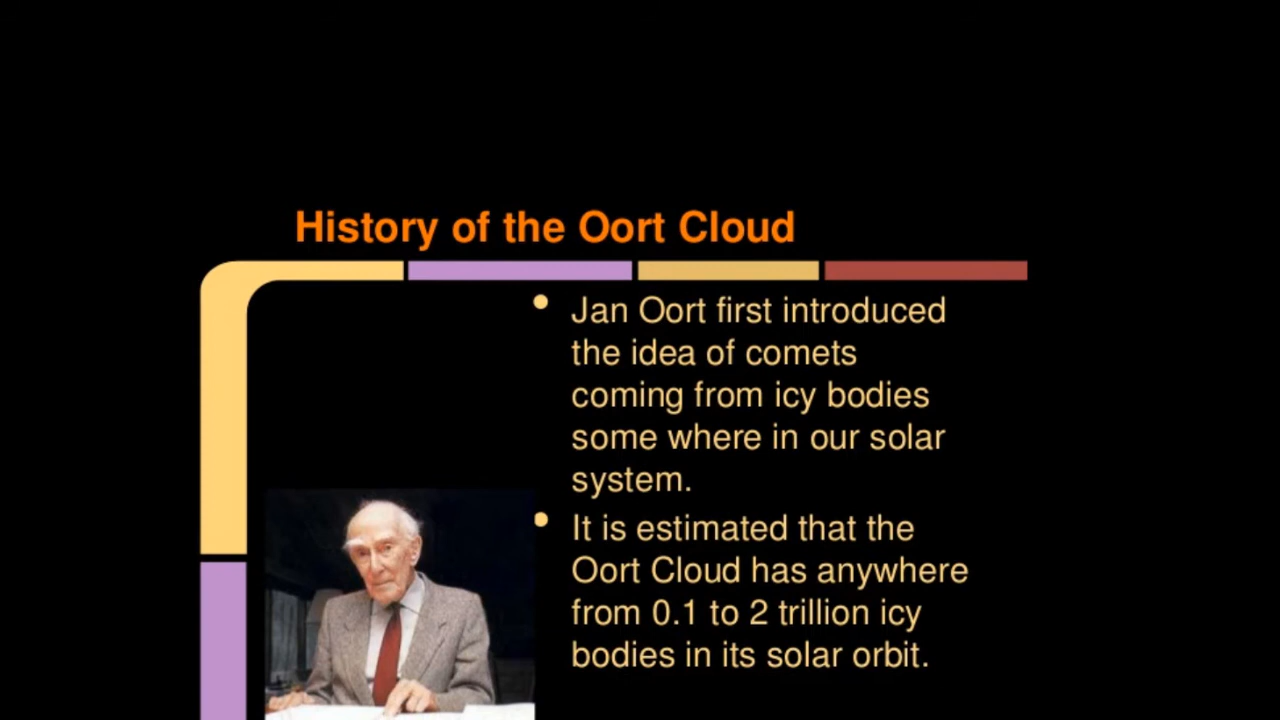 History of the Oort Cloud
• Jan Oort first introduced
the idea of comets
coming from icy bodies
some where in our solar
system.
• It is estimated that the
Oort Cloud has anywhere
from 0.1 to 2 trillion icy
bodies in its solar orbit.